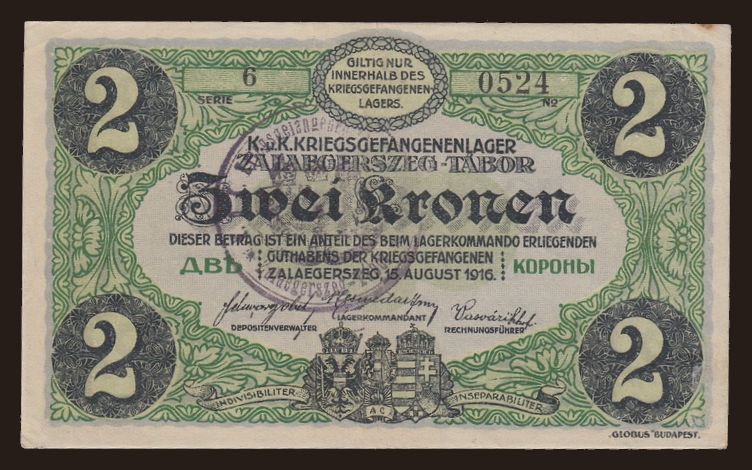 GILTIG NUR
INNERHALB DES
KRIEGSGEFANGENEN-
LAGERS.
2 2
6 0524
SERIE No
K.u.K. KRIEGSGEFANGENENLAGER
ZALAEGERSZEG-TÁBOR
Zwei Kronen
DIESER BETRAG IST EIN ANTEIL DES BEIM LAGERKOMMANDO ERLIEGENDEN
GUTHABENS DER KRIEGSGEFANGENEN
ДВѢ КОРОНЫ
ZALAEGERSZEG, 15 AUGUST 1916.
DEPOSITENVERWALTER LAGERKOMMANDANT RECHNUNGSFÜHRER
2 2
INDIVISIBILITER AC INSEPARABILITER
"GLOBUS" BUDAPEST.